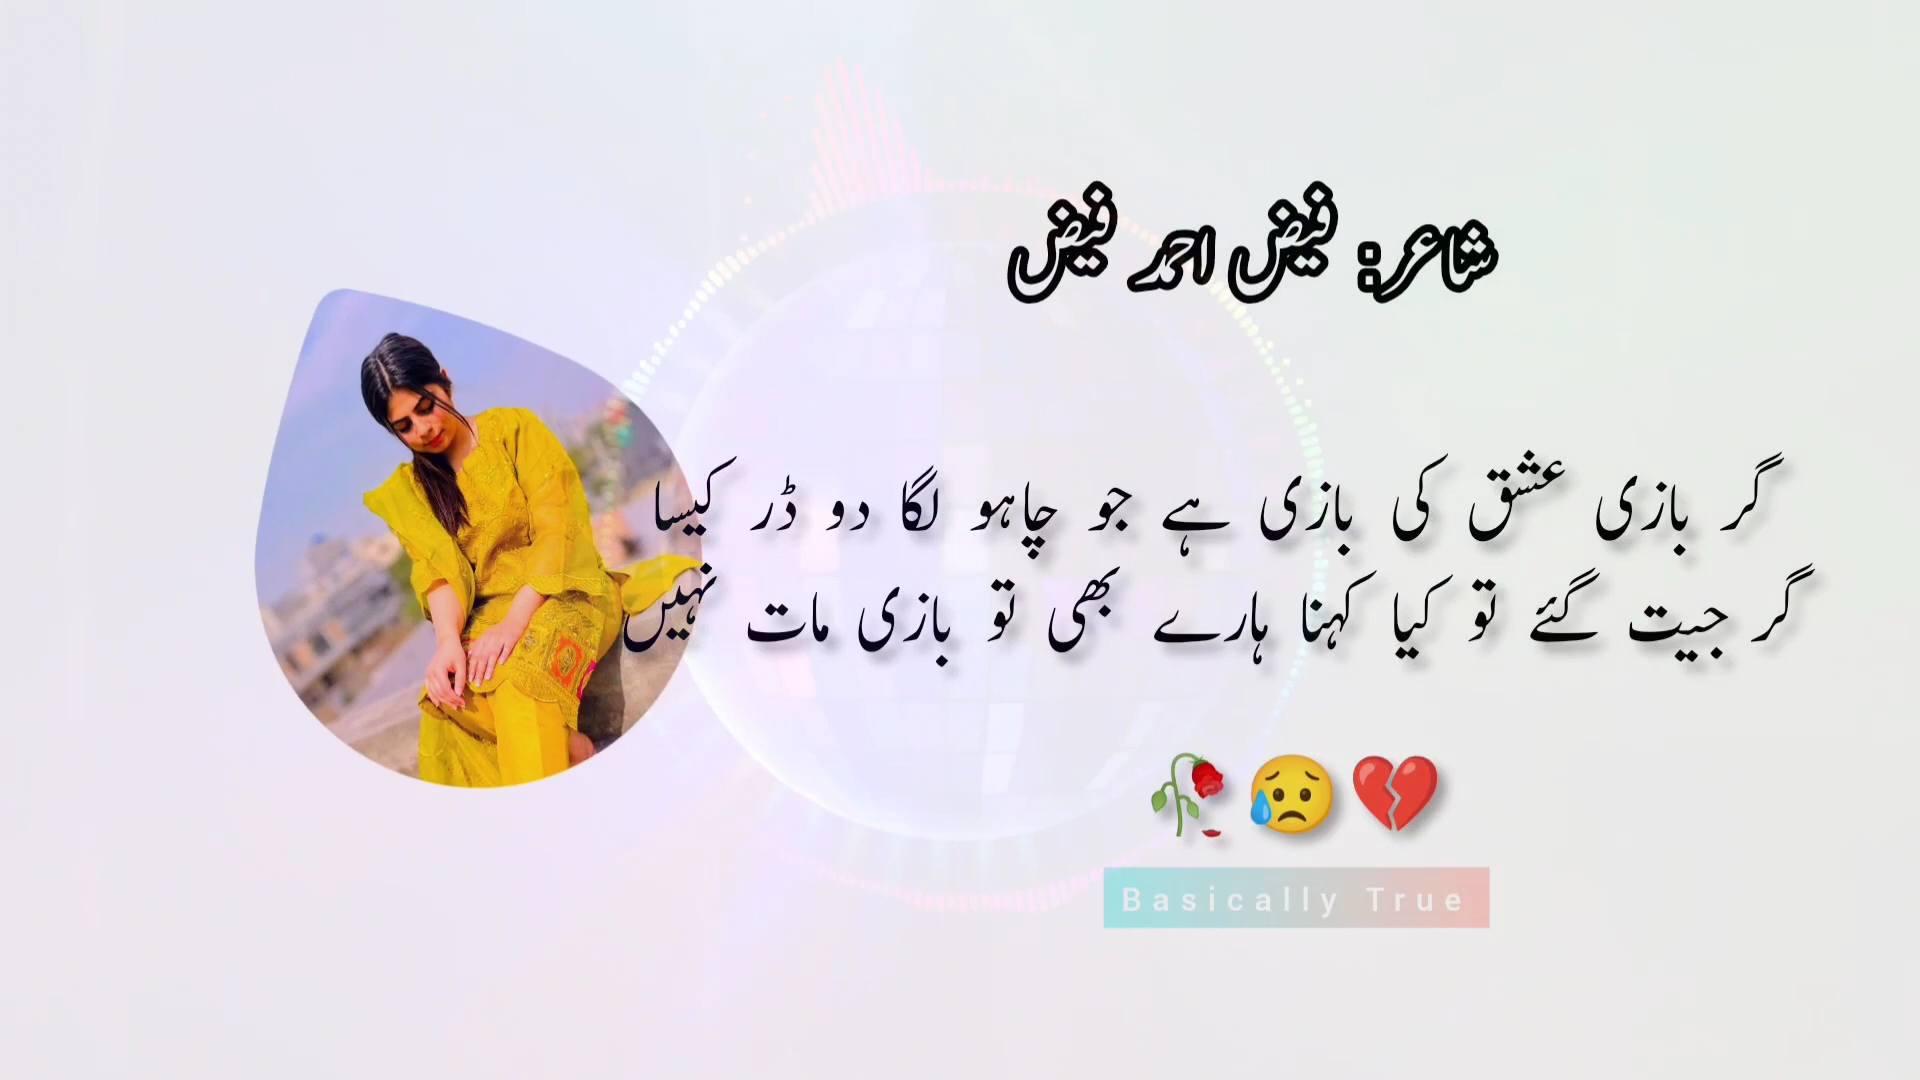 شاعر: فیض احمد فیض
گر بازی عشق کی بازی ہے جو چاہو لگا دو ڈر کیسا
گر جیت گئے تو کیا کہنا ہارے بھی تو بازی مات نہیں
🥀😥💔
Basically True